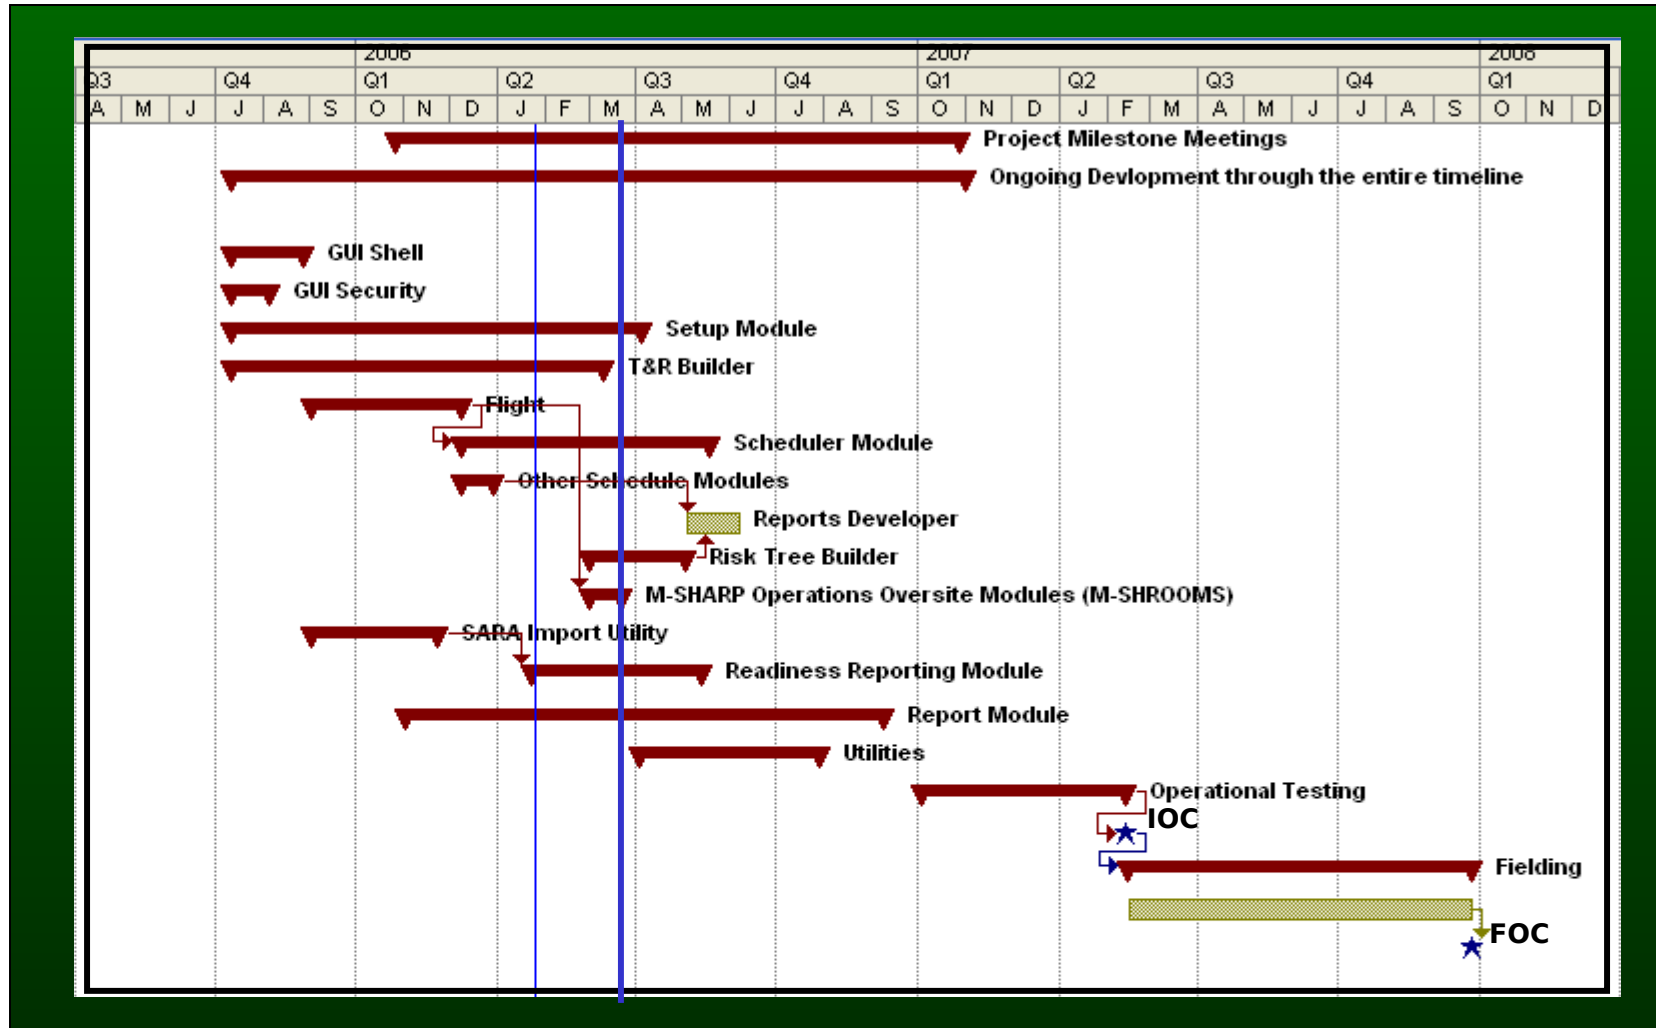 2006 2007 2008
Q3 Q4 Q1 Q2 Q3 Q4 Q1 Q2 Q3 Q4 Q1
A M J J A S O N D J F M A M J J A S O N D J F M A M J J A S O N D
Project Milestone Meetings
Ongoing Devlopment through the entire timeline
GUI Shell
GUI Security
Setup Module
T&R Builder
Flight
Scheduler Module
Other Schedule Modules
Reports Developer
Risk Tree Builder
M-SHARP Operations Oversite Modules (M-SHROOMS)
SARA Import Utility
Readiness Reporting Module
Report Module
Utilities
Operational Testing
IOC
Fielding
FOC